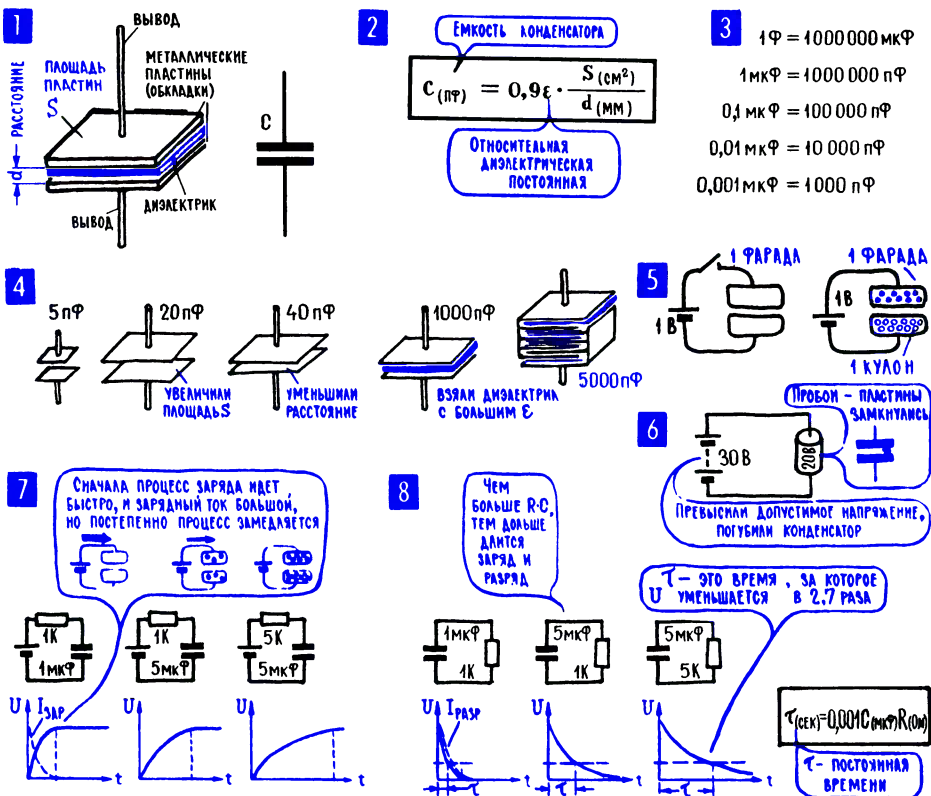 1
ВЫВОД
МЕТАЛЛИЧЕСКИЕ
ПЛАСТИНЫ
(ОБКЛАДКИ)
ПЛОЩАДЬ
ПЛАСТИН
S
РАССТОЯНИЕ
d
ДИЭЛЕКТРИК
ВЫВОД
C
2
ЕМКОСТЬ КОНДЕНСАТОРА
C(ПФ) = 0,9ε · S(СМ²) / d(ММ)
ОТНОСИТЕЛЬНАЯ
ДИЭЛЕКТРИЧЕСКАЯ
ПОСТОЯННАЯ
3
1Ф = 1000 000 мкФ
1мкФ = 1000 000 пФ
0,1 мкФ = 100 000 пФ
0,01 мкФ = 10 000 пФ
0,001 мкФ = 1000 пФ
4
5пФ
20пФ
УВЕЛИЧИЛИ
ПЛОЩАДЬ S
40пФ
УМЕНЬШИЛИ
РАССТОЯНИЕ
1000пФ
5000пФ
ВЗЯЛИ ДИЭЛЕКТРИК
С БОЛЬШИМ ε
5
1 ФАРАДА
1В
1 ФАРАДА
1В
1 КУЛОН
6
ПРОБОЙ – ПЛАСТИНЫ
ЗАМКНУЛИСЬ
30В
20В
ПРЕВЫСИЛИ ДОПУСТИМОЕ НАПРЯЖЕНИЕ,
ПОГУБИЛИ КОНДЕНСАТОР
7
СНАЧАЛА ПРОЦЕСС ЗАРЯДА ИДЕТ
БЫСТРО, И ЗАРЯДНЫЙ ТОК БОЛЬШОЙ,
НО ПОСТЕПЕННО ПРОЦЕСС ЗАМЕДЛЯЕТСЯ
1К
1мкФ
1К
5мкФ
5К
5мкФ
U
IЗАР
t
U
t
U
t
8
ЧЕМ
БОЛЬШЕ R·C,
ТЕМ ДОЛЬШЕ
ДЛИТСЯ
ЗАРЯД И
РАЗРЯД
τ – ЭТО ВРЕМЯ, ЗА КОТОРОЕ
U УМЕНЬШАЕТСЯ В 2,7 РАЗА
1мкФ
1К
5мкФ
1К
5мкФ
5К
U
IРАЗР
τ
t
U
τ
t
U
τ
t
τ(СЕК)=0,001C(МКФ)R(ОМ)
τ – ПОСТОЯННАЯ
ВРЕМЕНИ